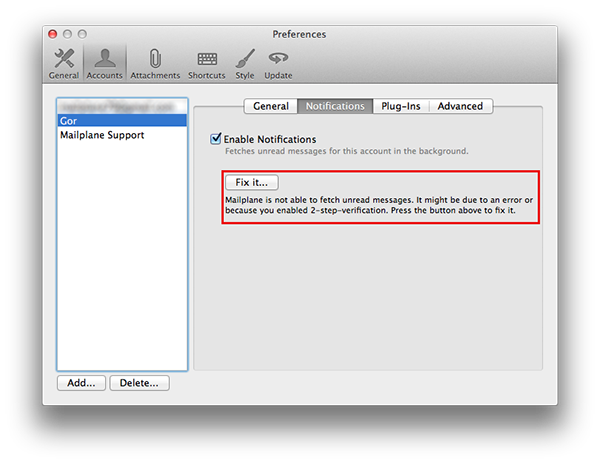 Preferences
General Accounts Attachments Shortcuts Style Update
General Notifications Plug-Ins Advanced
Gor
Mailplane Support
Enable Notifications
Fetches unread messages for this account in the background.
Fix it...
Mailplane is not able to fetch unread messages. It might be due to an error or
because you enabled 2-step-verification. Press the button above to fix it.
Add... Delete...